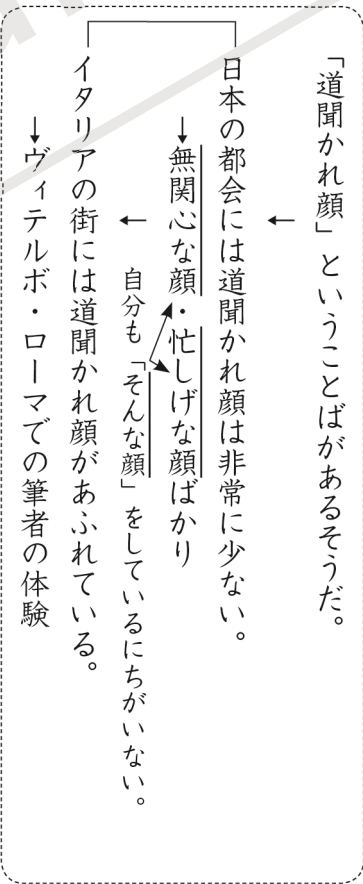 「道聞かれ顔」ということばがあるそうだ。
↓
日本の都会には道聞かれ顔は非常に少ない。
→無関心な顔・忙しげな顔ばかり
自分も「そんな顔」をしているにちがいない。
↓
イタリアの街には道聞かれ顔があふれている。
→ヴィテルボ・ローマでの筆者の体験